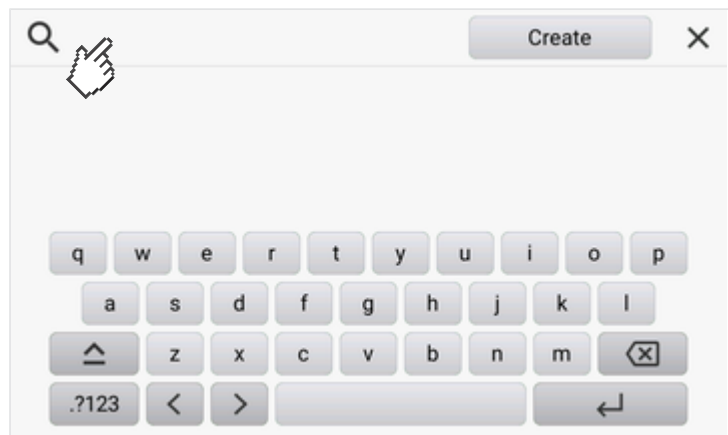 Create
q w e r t y u i o p
a s d f g h j k l
z x c v b n m
.?123 < >